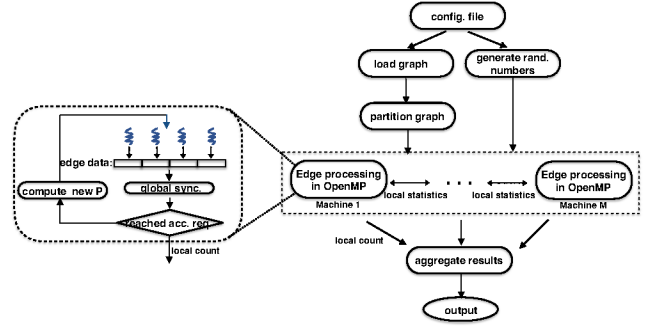 config. file
load graph
generate rand.
numbers
partition graph
edge data:
compute new P
global sync.
reached acc. req.
local count
Edge processing
in OpenMP
local statistics
. . .
local statistics
Edge processing
in OpenMP
Machine 1
Machine M
local count
aggregate results
output